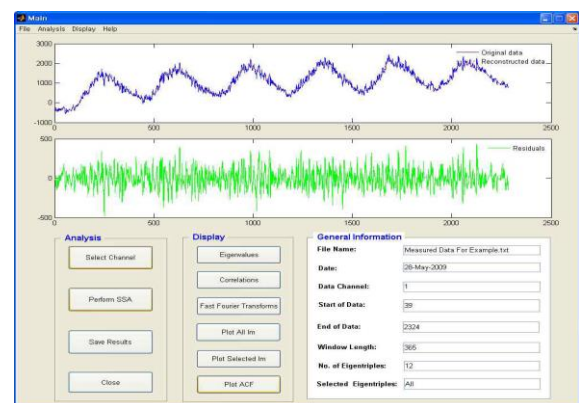 Main
File Analysis Display Help
3000
2000
1000
0
-1000
0 500 1000 1500 2000 2500
Original data
Reconstructed data
500
0
-500
0 500 1000 1500 2000 2500
Residuals
Analysis
Select Channel
Perform SSA
Save Results
Close
Display
Eigenvalues
Correlations
Fast Fourier Transforms
Plot All Im
Plot Selected Im
Plot ACF
General Information
File Name: Measured Data For Example.txt
Date: 28-May-2009
Data Channel: 1
Start of Data: 39
End of Data: 2324
Window Length: 365
No. of Eigentriples: 12
Selected Eigentriples: All